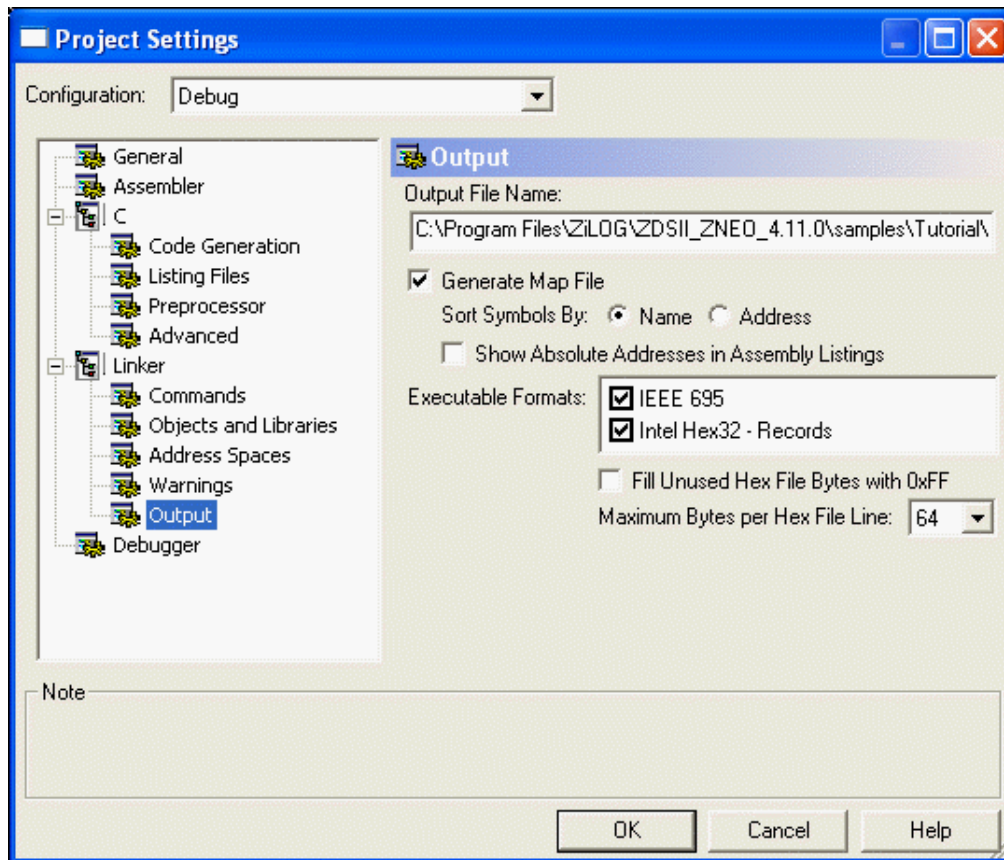 Project Settings
Configuration: Debug
General
Assembler
C
Code Generation
Listing Files
Preprocessor
Advanced
Linker
Commands
Objects and Libraries
Address Spaces
Warnings
Output
Debugger
Output
Output File Name:
C:\Program Files\ZiLOG\ZDSII_ZNEO_4.11.0\samples\Tutorial\
Generate Map File
Sort Symbols By: Name Address
Show Absolute Addresses in Assembly Listings
Executable Formats: IEEE 695
Intel Hex32 - Records
Fill Unused Hex File Bytes with 0xFF
Maximum Bytes per Hex File Line: 64
Note
OK Cancel Help